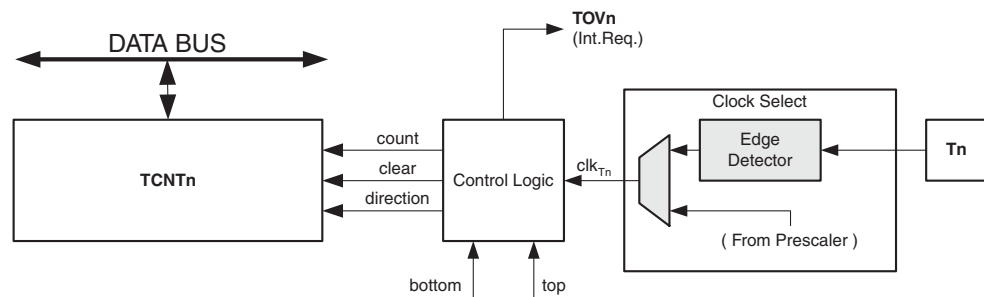 TOVn
(Int.Req.)
DATA BUS
Clock Select
count
Edge
Detector
Tn
TCNTn
clear
Control Logic
clkTn
direction
( From Prescaler )
bottom
top